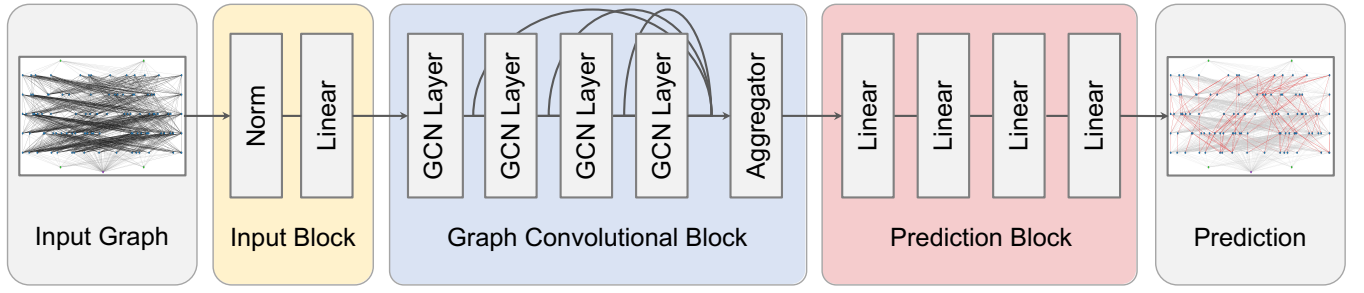 Norm
Linear
GCN Layer
GCN Layer
GCN Layer
GCN Layer
Aggregator
Linear
Linear
Linear
Linear
Input Graph
Input Block
Graph Convolutional Block
Prediction Block
Prediction